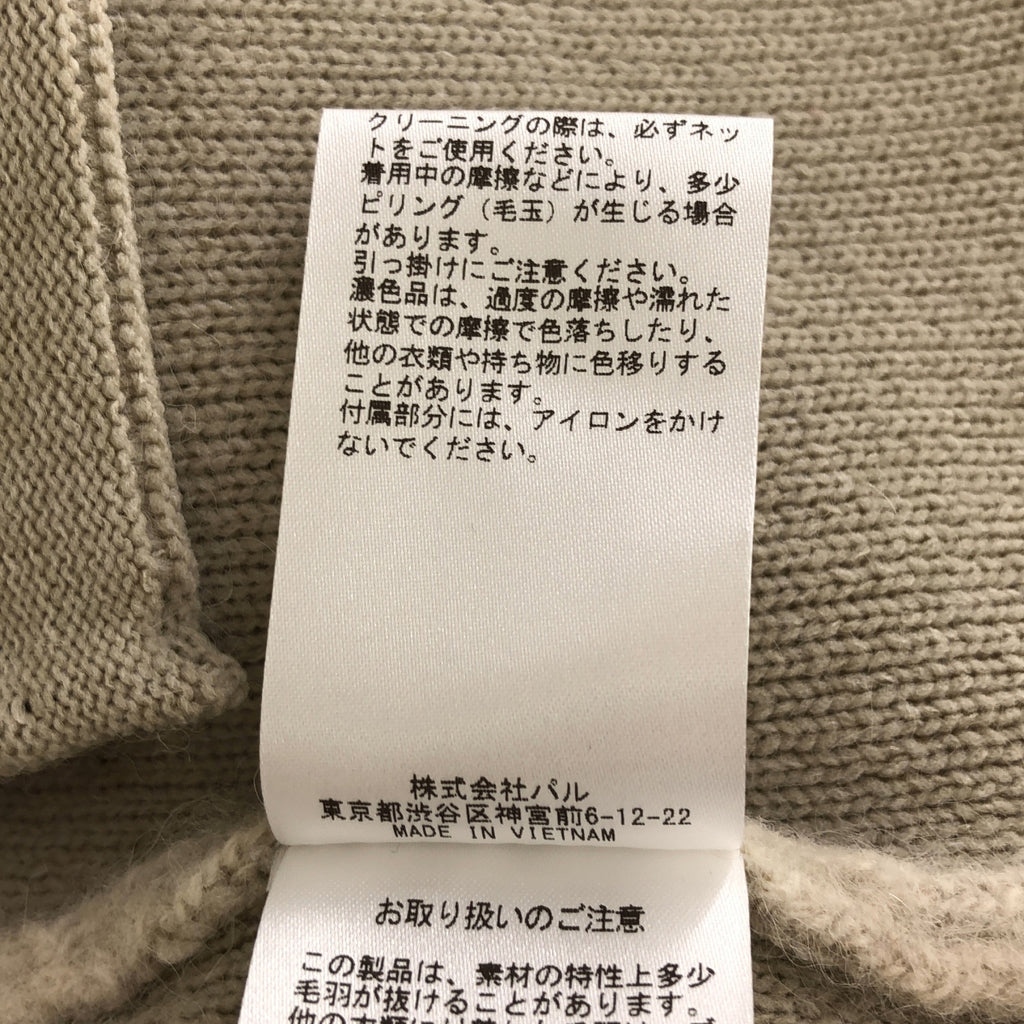 クリーニングの際は、必ずネッ
トをご使用ください。
着用中の摩擦などにより、多少
ピリング（毛玉）が生じる場合
があります。
引っ掛けにご注意ください。
濃色品は、過度の摩擦や濡れた
状態での摩擦で色落ちしたり、
他の衣類や持ち物に色移りする
ことがあります。
付属部分には、アイロンをかけ
ないでください。
株式会社パル
東京都渋谷区神宮前6-12-22
MADE IN VIETNAM
お取り扱いのご注意
この製品は、素材の特性上多少
毛羽が抜けることがあります。
他の衣類に